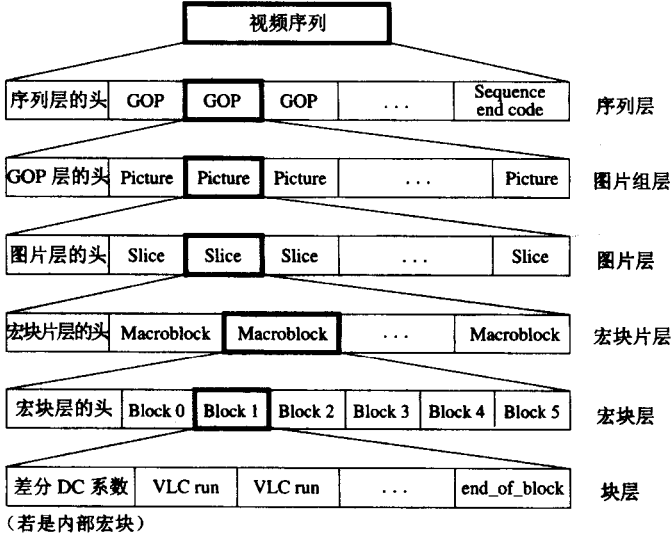 视频序列
序列层的头 GOP GOP GOP ... Sequence end code 序列层
GOP 层的头 Picture Picture Picture ... Picture 图片组层
图片层的头 Slice Slice Slice ... Slice 图片层
宏块片层的头 Macroblock Macroblock ... Macroblock 宏块片层
宏块层的头 Block 0 Block 1 Block 2 Block 3 Block 4 Block 5 宏块层
差分 DC 系数 VLC run VLC run ... end_of_block 块层
(若是内部宏块)